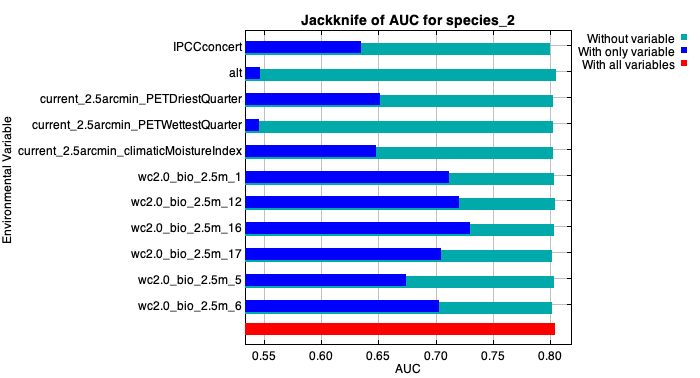 Jackknife of AUC for species_2
Without variable
With only variable
With all variables
Environmental Variable
IPCCconcert
alt
current_2.5arcmin_PETDriestQuarter
current_2.5arcmin_PETWettestQuarter
current_2.5arcmin_climaticMoistureIndex
wc2.0_bio_2.5m_1
wc2.0_bio_2.5m_12
wc2.0_bio_2.5m_16
wc2.0_bio_2.5m_17
wc2.0_bio_2.5m_5
wc2.0_bio_2.5m_6
0.55 0.60 0.65 0.70 0.75 0.80
AUC